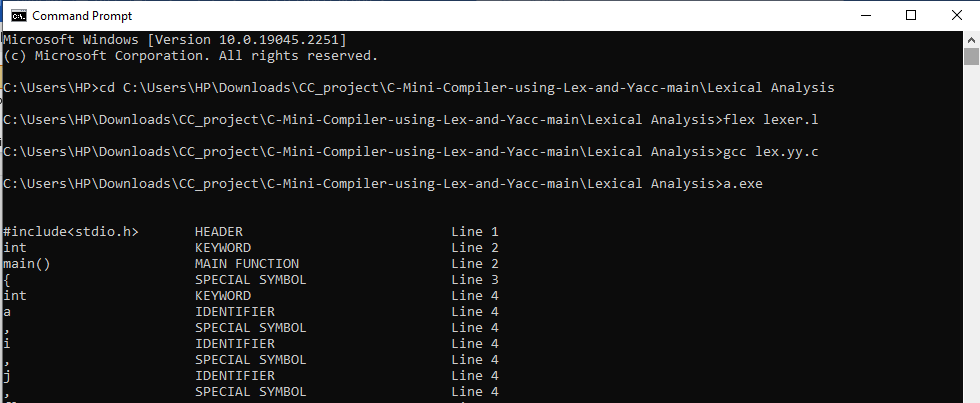 Command Prompt
Microsoft Windows [Version 10.0.19045.2251]
(c) Microsoft Corporation. All rights reserved.
C:\Users\HP>cd C:\Users\HP\Downloads\CC_project\C-Mini-Compiler-using-Lex-and-Yacc-main\Lexical Analysis
C:\Users\HP\Downloads\CC_project\C-Mini-Compiler-using-Lex-and-Yacc-main\Lexical Analysis>flex lexer.l
C:\Users\HP\Downloads\CC_project\C-Mini-Compiler-using-Lex-and-Yacc-main\Lexical Analysis>gcc lex.yy.c
C:\Users\HP\Downloads\CC_project\C-Mini-Compiler-using-Lex-and-Yacc-main\Lexical Analysis>a.exe
#include<stdio.h> HEADER Line 1
int KEYWORD Line 2
main() MAIN FUNCTION Line 2
{ SPECIAL SYMBOL Line 3
int KEYWORD Line 4
a IDENTIFIER Line 4
, SPECIAL SYMBOL Line 4
i IDENTIFIER Line 4
, SPECIAL SYMBOL Line 4
j IDENTIFIER Line 4
, SPECIAL SYMBOL Line 4